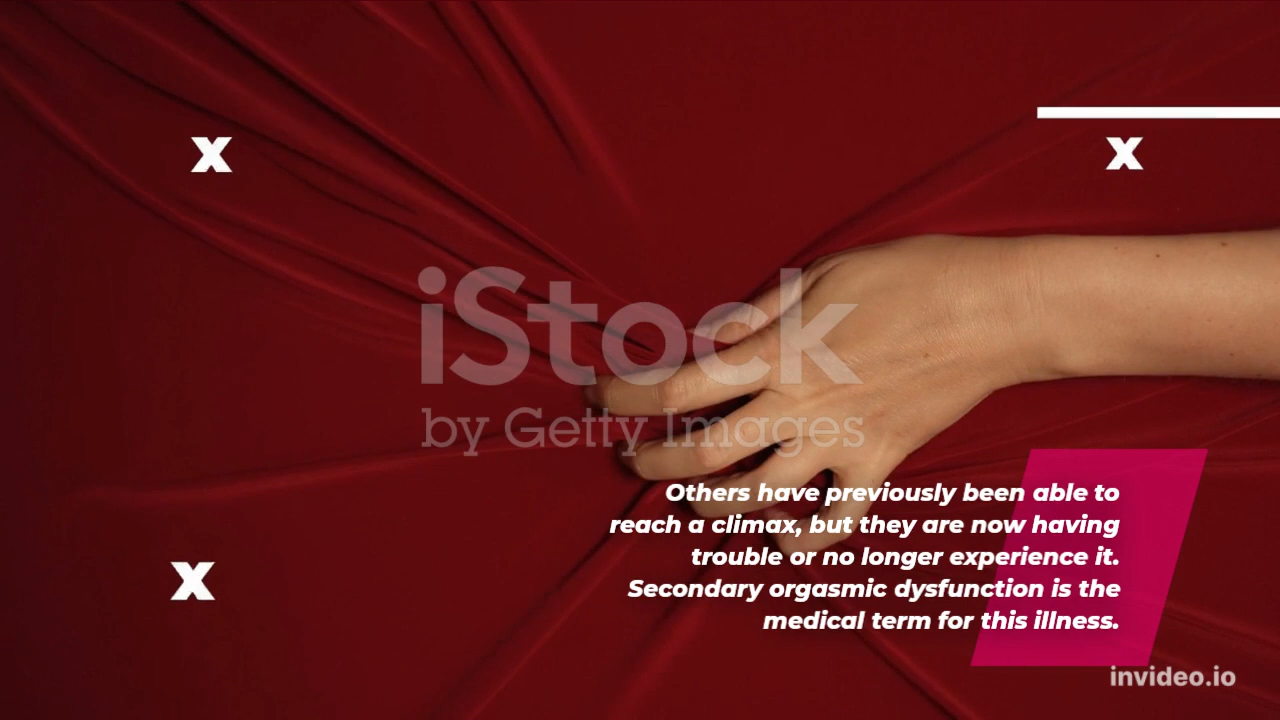 x
x
iStock
by Getty Images
Others have previously been able to
reach a climax, but they are now having
trouble or no longer experience it.
Secondary orgasmic dysfunction is the
medical term for this illness.
x
invideo.io